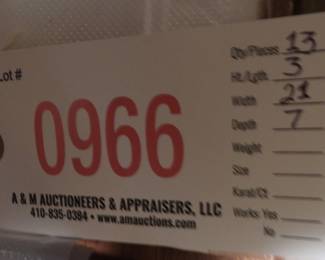 Lot #
0966
A & M AUCTIONEERS & APPRAISERS, LLC
410-835-0384 • www.amauctions.com
Qty/Pieces 13
Ht./Lgth. 3
Width 21
Depth 7
Weight
Size
Karat/Ct
Works: Yes
No